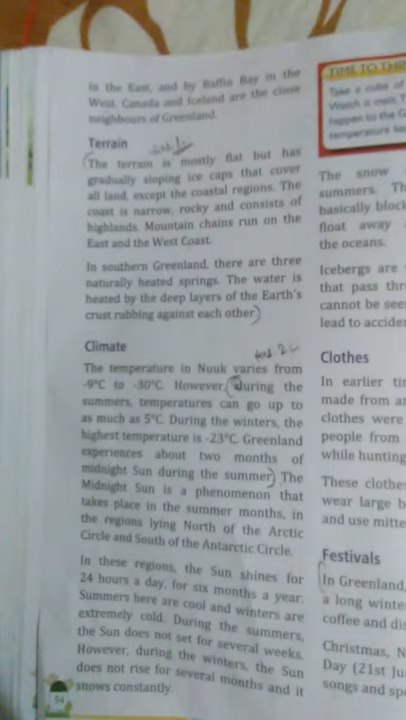 in the East, and by Baffin Bay in the
West. Canada and Iceland are the close
neighbours of Greenland.
Terrain
Ans 1.
(The terrain is mostly flat but has
gradually sloping ice caps that cover
all land, except the coastal regions. The
coast is narrow, rocky and consists of
highlands. Mountain chains run on the
East and the West Coast.
In southern Greenland, there are three
naturally heated springs. The water is
heated by the deep layers of the Earth's
crust rubbing against each other.)
Climate
Ans 2.
The temperature in Nuuk varies from
-9°C to -30°C. However, (during the
summers, temperatures can go up to
as much as 5°C. During the winters, the
highest temperature is -23°C. Greenland
experiences about two months of
midnight Sun during the summer.) The
Midnight Sun is a phenomenon that
takes place in the summer months, in
the regions lying North of the Arctic
Circle and South of the Antarctic Circle.
In these regions, the Sun shines for
24 hours a day, for six months a year.
Summers here are cool and winters are
extremely cold. During the summers,
the Sun does not set for several weeks.
However, during the winters, the Sun
does not rise for several months and it
snows constantly.
54
TIME TO THIN
Take a cube of
Watch it melt. T
happen to the G
temperature
The snow
summers. Th
basically block
float away
the oceans.
Icebergs are
that pass thr
cannot be see
lead to accide
Clothes
In earlier ti
made from a
clothes were
people from
while hunting
These clothe
wear large b
and use mitte
Festivals
(In Greenland,
a long winte
coffee and di
Christmas, N
Day (21st Ju
songs and sp